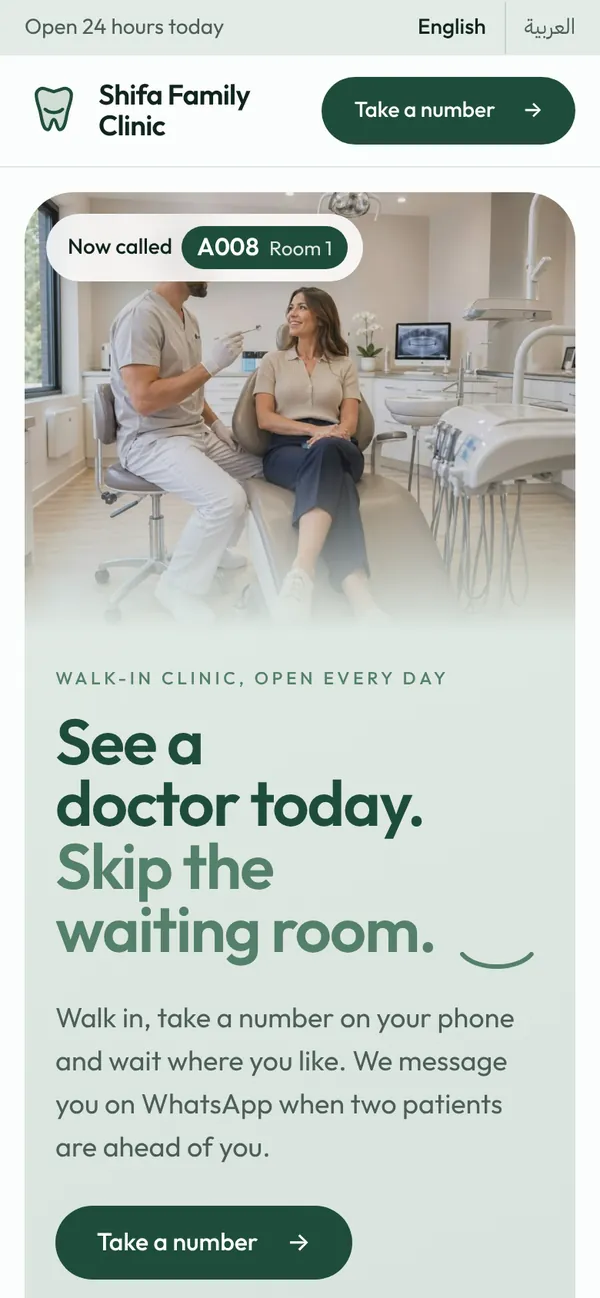 Open 24 hours today
English
العربية
Shifa Family
Clinic
Take a number →
Now called A008 Room 1
WALK-IN CLINIC, OPEN EVERY DAY
See a
doctor today.
Skip the
waiting room.
Walk in, take a number on your phone
and wait where you like. We message
you on WhatsApp when two patients
are ahead of you.
Take a number →